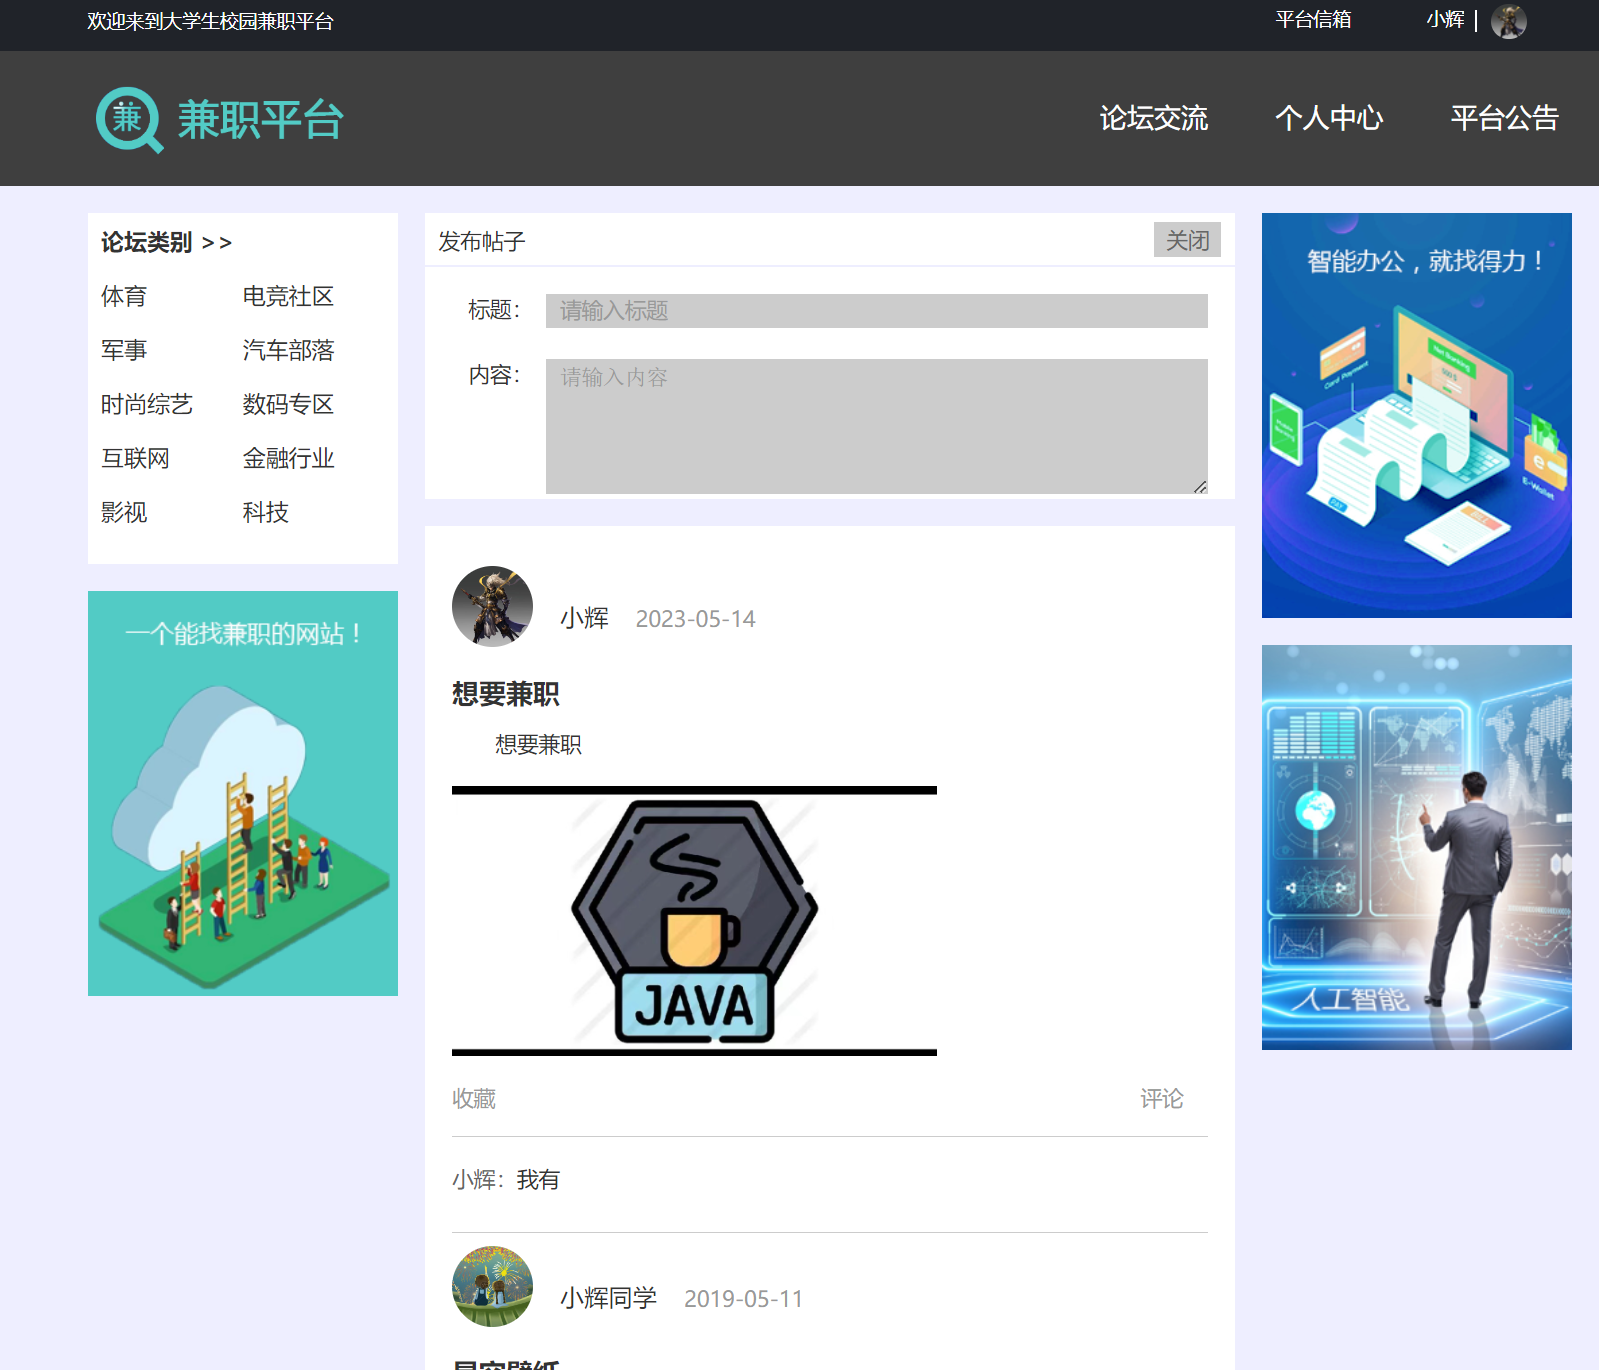 欢迎来到大学生校园兼职平台
平台信箱
小辉
兼 兼职平台
论坛交流 个人中心 平台公告
论坛类别 >>
体育 电竞社区
军事 汽车部落
时尚综艺 数码专区
互联网 金融行业
影视 科技
一个能找兼职的网站！
发布帖子
关闭
标题： 请输入标题
内容： 请输入内容
小辉 2023-05-14
想要兼职
想要兼职
JAVA
收藏 评论
小辉：我有
小辉同学 2019-05-11
智能办公，就找得力！
Net Banking
Card Payment
E-Wallet
PAY
BILL
人工智能